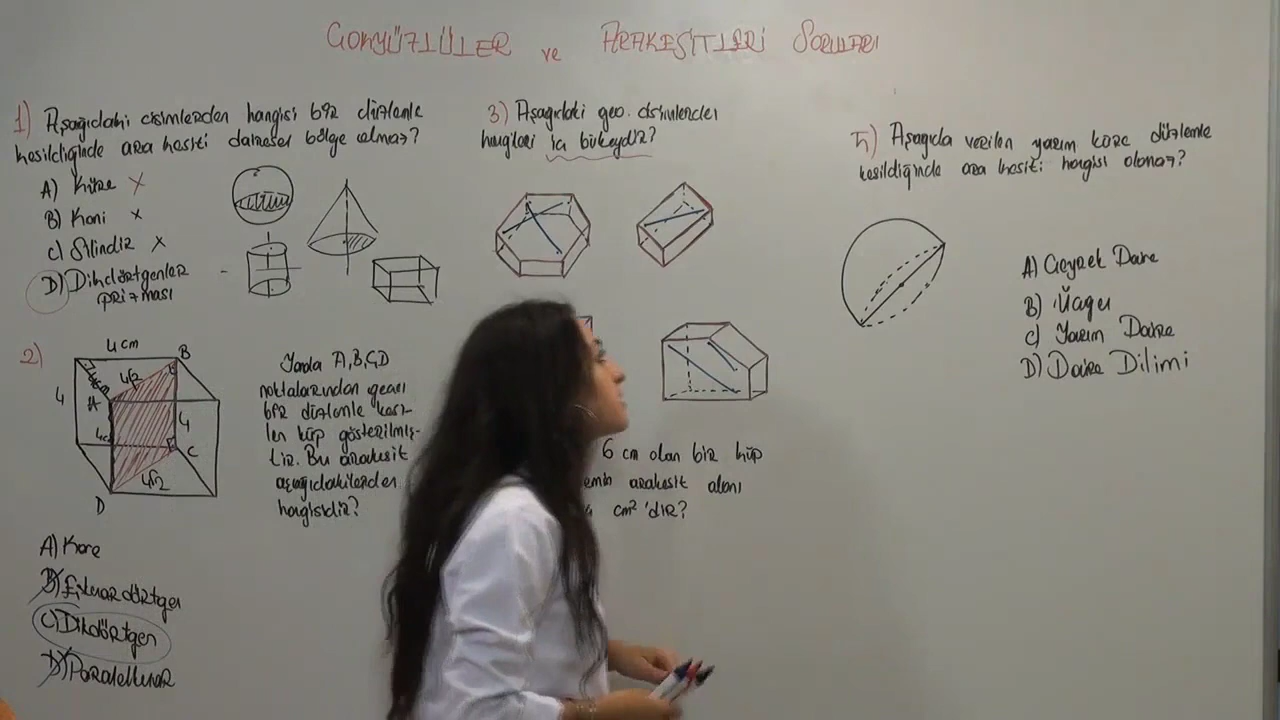 ÇOKYÜZLÜLER ve ARAKESİTLERİ SORULARI
1) Aşağıdaki cisimlerden hangisi bir düzlemle
kesildiğinde ara kesiti dairesel bölge olmaz?
A) Küre
B) Koni
C) Silindir
D) Dikdörtgenler
prizması
2)
4 cm
B
4√2
4cm
4
A
4
C
4√2
D
Yanda A,B,C,D
noktalarından geçen
bir düzlemle kesi-
len küp gösterilmiş-
tir. Bu arakesit
aşağıdakilerden
hangisidir?
A) Kare
B) Eşkenar dörtgen
C) Dikdörtgen
D) Paralelkenar
3) Aşağıdaki geo. cisimlerden
hangileri iç bükeydir?
6 cm olan bir küp
arakesit alanı
cm² 'dir?
5) Aşağıda verilen yarım küre düzlemle
kesildiğinde ara kesiti hangisi olamaz?
A) Çeyrek Daire
B) Üçgen
C) Yarım Daire
D) Daire Dilimi